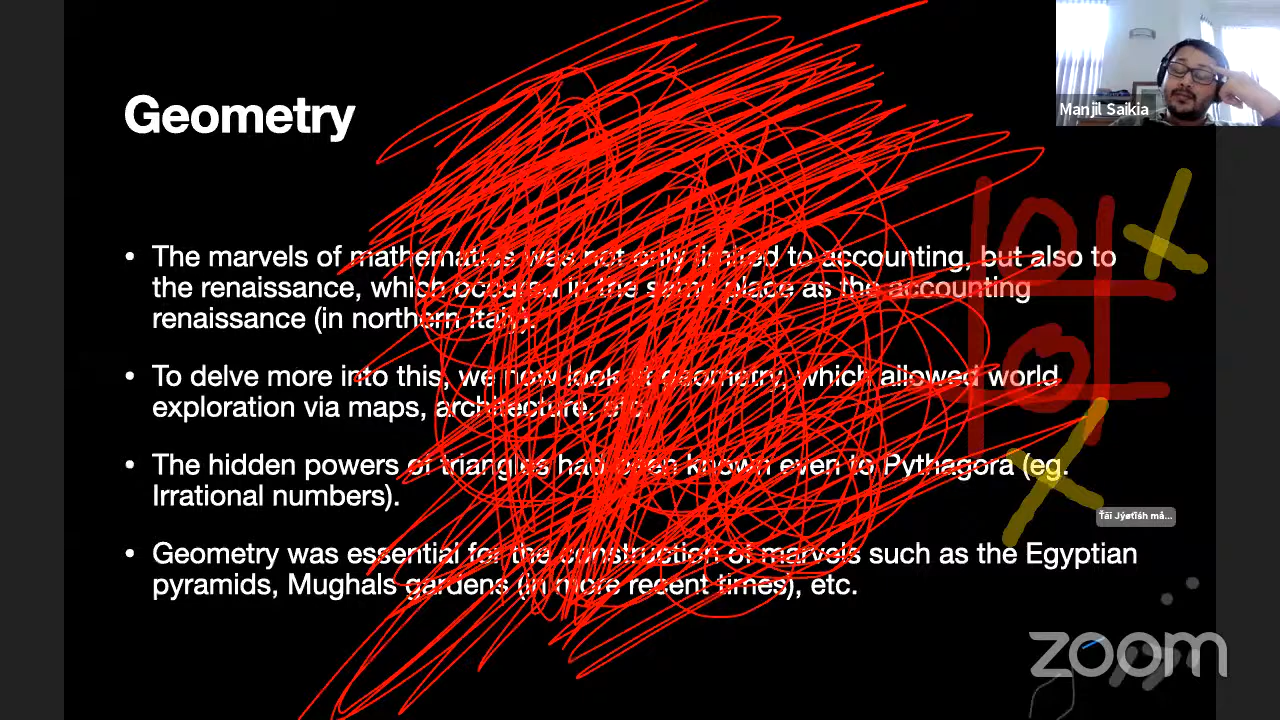 Manjil Saikia
Geometry
• The marvels of mathematics was not only limited to accounting, but also to
the renaissance, which occured in the same place as the accounting
renaissance (in northern Italy).
• To delve more into this, we now look at geometry, which allowed world
exploration via maps, architecture, etc.
• The hidden powers of triangles had been known even to Pythagora (eg.
Irrational numbers).
• Geometry was essential for the construction of marvels such as the Egyptian
pyramids, Mughals gardens (in more recent times), etc.
zoom